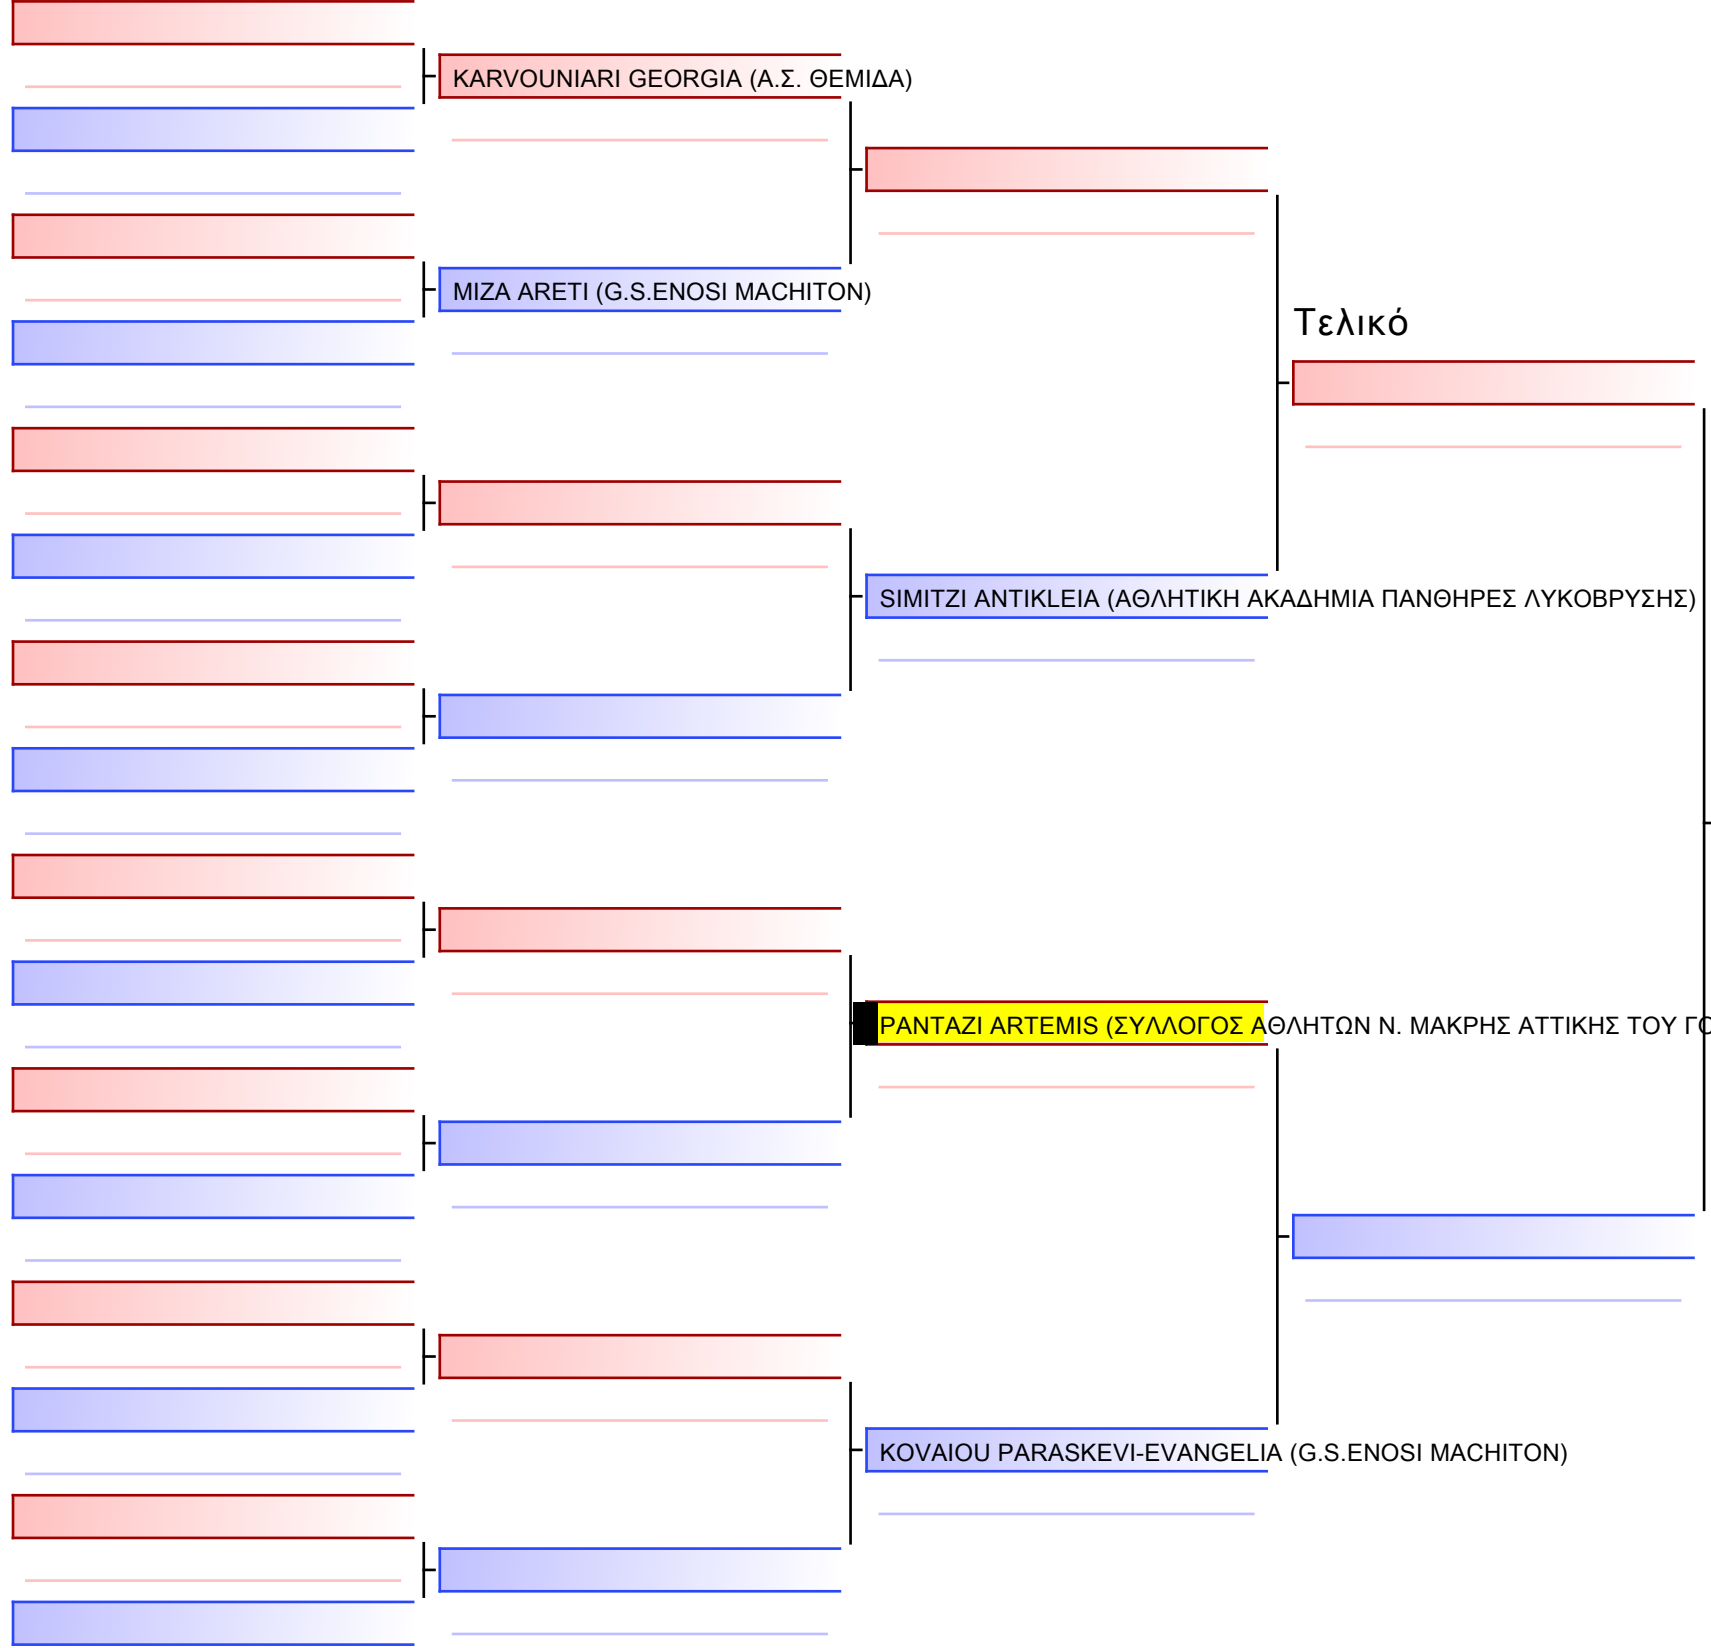 KARVOUNIARI GEORGIA (Α.Σ. ΘΕΜΙΔΑ)
MIZA ARETI (G.S.ENOSI MACHITON)
Τελικό
SIMITZI ANTIKLEIA (ΑΘΛΗΤΙΚΗ ΑΚΑΔΗΜΙΑ ΠΑΝΘΗΡΕΣ ΛΥΚΟΒΡΥΣΗΣ)
PANTAZI ARTEMIS (ΣΥΛΛΟΓΟΣ ΑΘΛΗΤΩΝ Ν. ΜΑΚΡΗΣ ΑΤΤΙΚΗΣ ΤΟΥ
KOVAIOU PARASKEVI-EVANGELIA (G.S.ENOSI MACHITON)